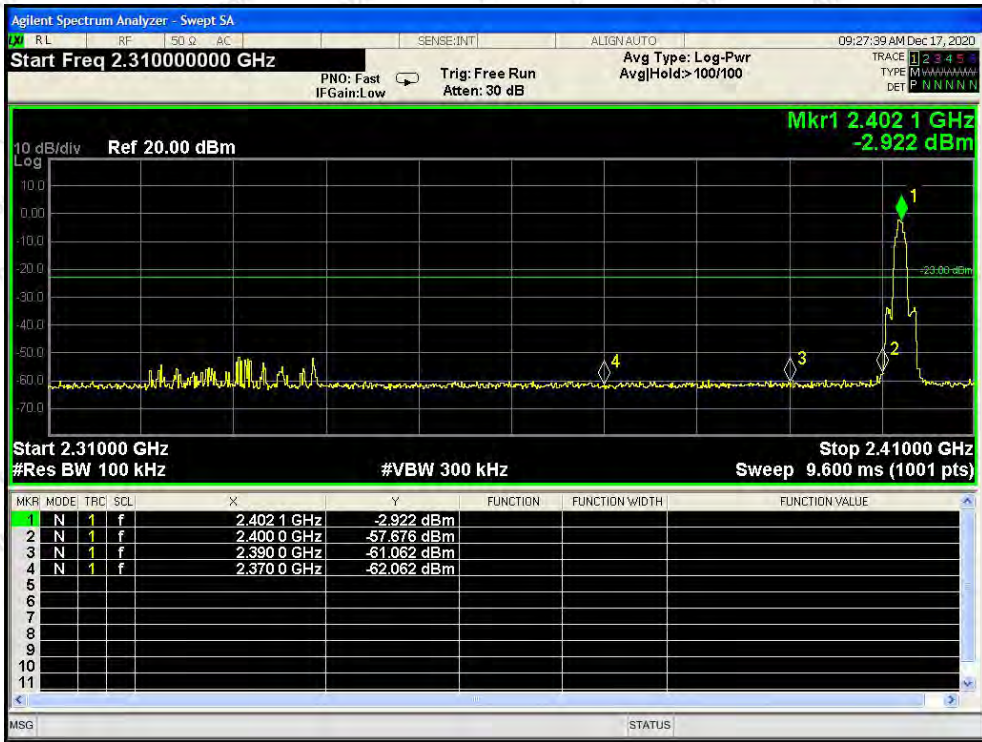 Agilent Spectrum Analyzer - Swept SA
LXI RL RF 50 Ω AC SENSE:INT ALIGN AUTO 09:27:39 AM Dec 17, 2020
Start Freq 2.310000000 GHz
PNO: Fast
IFGain:Low
Trig: Free Run
Atten: 30 dB
Avg Type: Log-Pwr
Avg|Hold:>100/100
TRACE 1 2 3 4 5 6
TYPE M
DET P N N N N N
Mkr1 2.402 1 GHz
-2.922 dBm
10 dB/div Ref 20.00 dBm
Log
10.0
0.00
-10.0
-20.0
-30.0
-40.0
-50.0
-60.0
-70.0
1
-23.00 dBm
2
3
4
Start 2.31000 GHz Stop 2.41000 GHz
#Res BW 100 kHz #VBW 300 kHz Sweep 9.600 ms (1001 pts)
MKR MODE TRC SCL X Y FUNCTION FUNCTION WIDTH FUNCTION VALUE
1 N 1 f 2.402 1 GHz -2.922 dBm
2 N 1 f 2.400 0 GHz -57.676 dBm
3 N 1 f 2.390 0 GHz -61.062 dBm
4 N 1 f 2.370 0 GHz -62.062 dBm
5
6
7
8
9
10
11
MSG STATUS